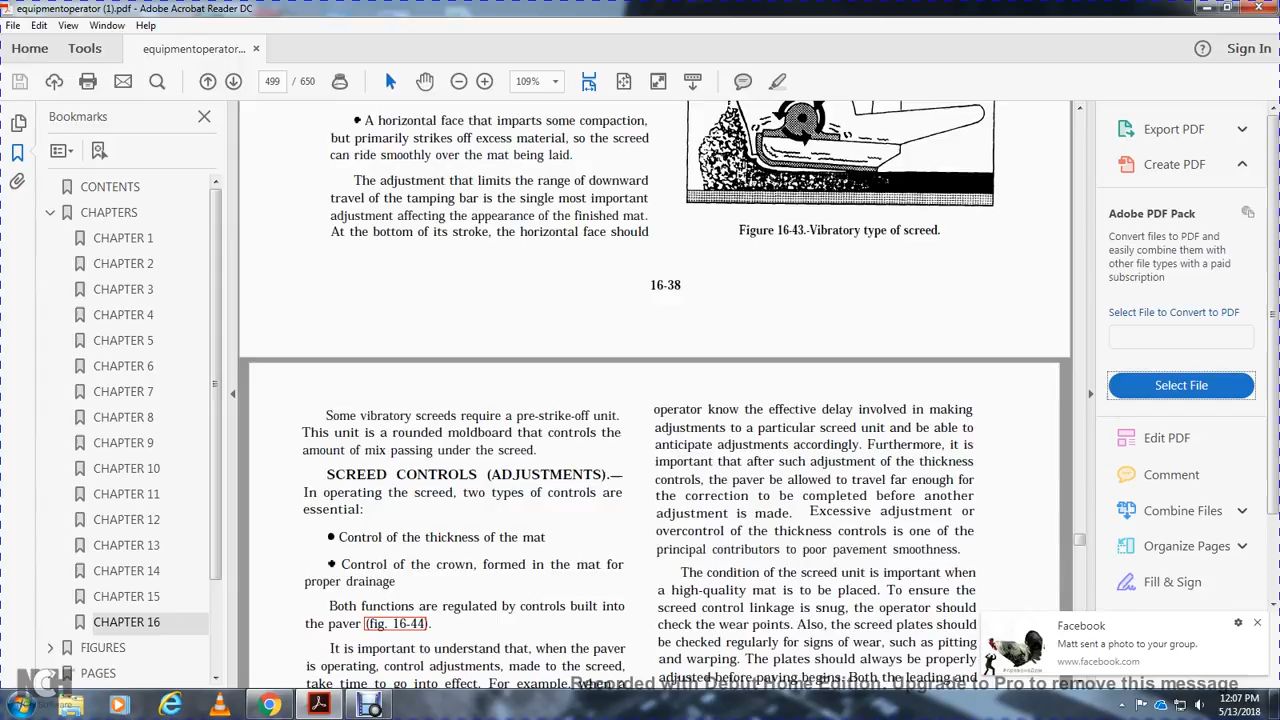 equipmentoperator (1).pdf - Adobe Acrobat Reader DC
File Edit View Window Help
Home Tools equipmentoperator... × Sign In
499 / 650 109%
Bookmarks
CONTENTS
CHAPTERS
CHAPTER 1
CHAPTER 2
CHAPTER 3
CHAPTER 4
CHAPTER 5
CHAPTER 6
CHAPTER 7
CHAPTER 8
CHAPTER 9
CHAPTER 10
CHAPTER 11
CHAPTER 12
CHAPTER 13
CHAPTER 14
CHAPTER 15
CHAPTER 16
FIGURES
PAGES
• A horizontal face that imparts some compaction,
but primarily strikes off excess material, so the screed
can ride smoothly over the mat being laid.
The adjustment that limits the range of downward
travel of the tamping bar is the single most important
adjustment affecting the appearance of the finished mat.
At the bottom of its stroke, the horizontal face should
Figure 16-43.-Vibratory type of screed.
16-38
Some vibratory screeds require a pre-strike-off unit.
This unit is a rounded moldboard that controls the
amount of mix passing under the screed.
SCREED CONTROLS (ADJUSTMENTS).—
In operating the screed, two types of controls are
essential:
• Control of the thickness of the mat
• Control of the crown, formed in the mat for
proper drainage
Both functions are regulated by controls built into
the paver (fig. 16-44).
It is important to understand that, when the paver
is operating, control adjustments, made to the screed,
take time to go into effect. For example, when a
operator know the effective delay involved in making
adjustments to a particular screed unit and be able to
anticipate adjustments accordingly. Furthermore, it is
important that after such adjustment of the thickness
controls, the paver be allowed to travel far enough for
the correction to be completed before another
adjustment is made. Excessive adjustment or
overcontrol of the thickness controls is one of the
principal contributors to poor pavement smoothness.
The condition of the screed unit is important when
a high-quality mat is to be placed. To ensure the
screed control linkage is snug, the operator should
check the wear points. Also, the screed plates should
be checked regularly for signs of wear, such as pitting
and warping. The plates should always be properly
adjusted before paving begins. Both the leading and
Export PDF
Create PDF
Adobe PDF Pack
Convert files to PDF and
easily combine them with
other file types with a paid
subscription
Select File to Convert to PDF
Select File
Edit PDF
Comment
Combine Files
Organize Pages
Fill & Sign
Facebook
Matt sent a photo to your group.
www.facebook.com
NCH Software
Recorded with Debut Home Edition. Upgrade to Pro to remove this message
12:07 PM
5/13/2018